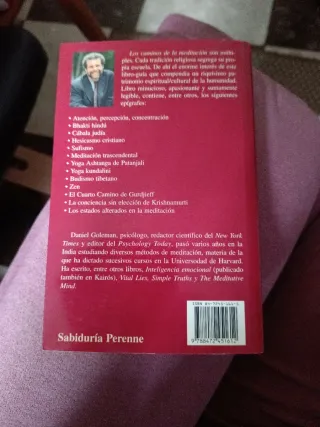 Los caminos de la meditación son múlti-
ples. Cada tradición religiosa segrega su pro-
pia escuela. De ahí el enorme interés de este
libro-guía que compendia un riquísimo pa-
trimonio espiritual/cultural de la humanidad.
Libro minucioso, apasionante y sumamente
legible, contiene, entre otros, los siguientes
epígrafes:
• Atención, percepción, concentración
• Bhakti hindú
• Cábala judía
• Hesicasmo cristiano
• Sufismo
• Meditación trascendental
• Yoga Ashtanga de Patanjali
• Yoga kundalini
• Budismo tibetano
• Zen
• El Cuarto Camino de Gurdjieff
• La conciencia sin elección de Krishnamurti
• Los estados alterados en la meditación
Daniel Goleman, psicólogo, redactor científico del New York
Times y editor del Psychology Today, pasó varios años en la
India estudiando diversos métodos de meditación, materia de la
que ha dictado sucesivos cursos en la Universidad de Harvard.
Ha escrito, entre otros libros, Inteligencia emocional (publicado
también en Kairós), Vital Lies, Simple Truths y The Meditative
Mind.
Sabiduría Perenne
9 788472 451612